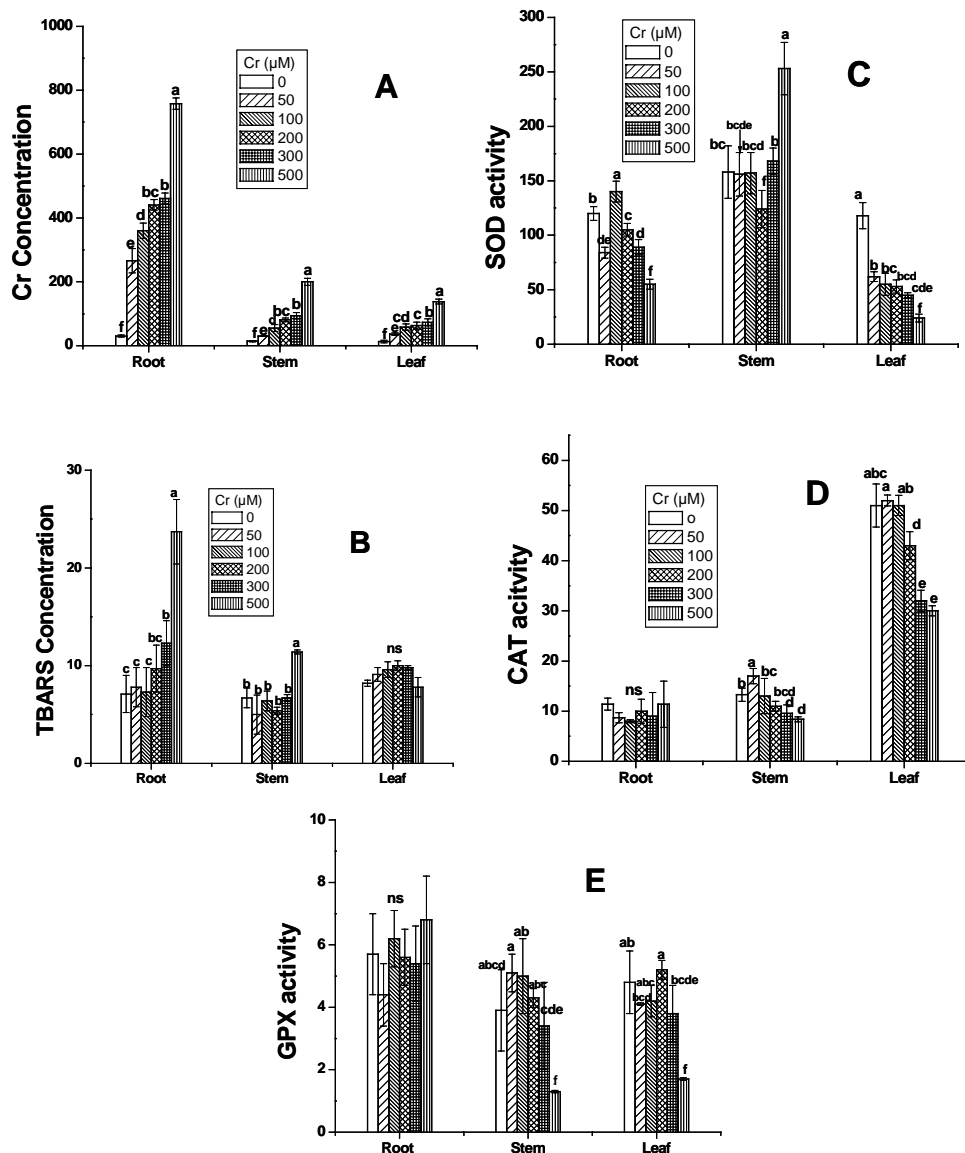 A
Cr Concentration
1000
800
600
400
200
0
Cr (µM)
0
50
100
200
300
500
f e d bc b a
f e d bc b a
f e cd c b a
Root Stem Leaf
C
SOD activity
300
250
200
150
100
50
0
Cr (µM)
0
50
100
200
300
500
b de a c d f
bc bcde bcd f b a
a b bc bcd cde f
Root Stem Leaf
B
TBARS Concentration
30
20
10
0
Cr (µM)
0
50
100
200
300
500
c c c bc b a
b b b b b a
ns
Root Stem Leaf
D
CAT acitvity
60
50
40
30
20
10
0
Cr (µM)
o
50
100
200
300
500
ns
b a bc bcd d d
abc a ab d e e
Root Stem Leaf
E
GPX activity
10
8
6
4
2
0
ns
abcd a ab abc cde f
ab bcd abc a bcde f
Root Stem Leaf